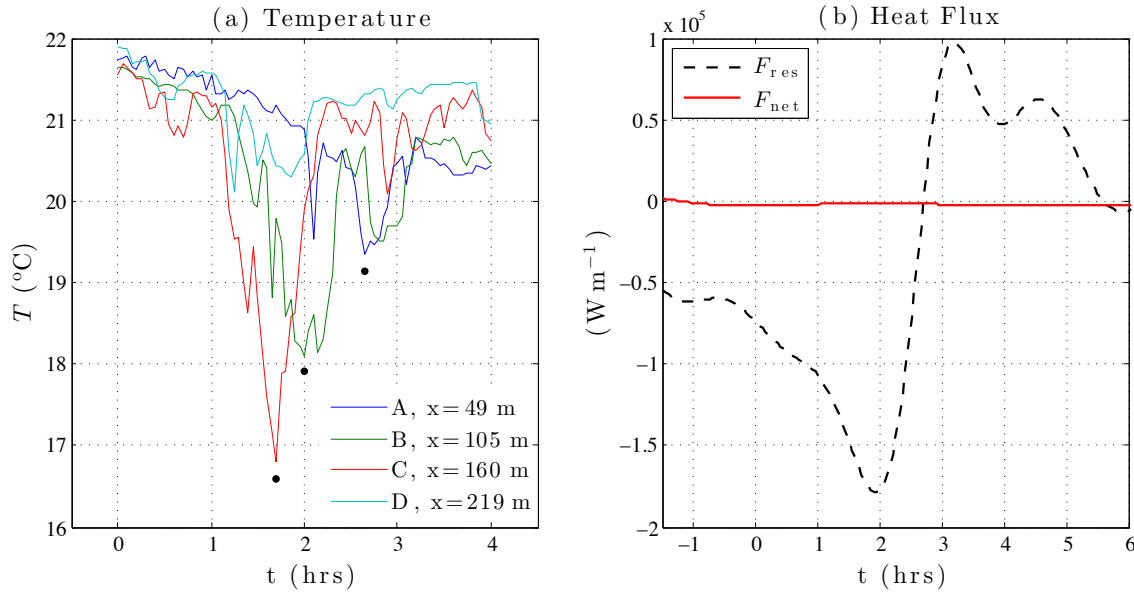 (a) Temperature
22
21
20
19
18
17
16
T (°C)
0 1 2 3 4
t (hrs)
A, x=49 m
B, x=105 m
C, x=160 m
D, x=219 m
(b) Heat Flux
x 10⁵
1
0.5
0
−0.5
−1
−1.5
−2
(W m⁻¹)
−1 0 1 2 3 4 5 6
t (hrs)
F_res
F_net